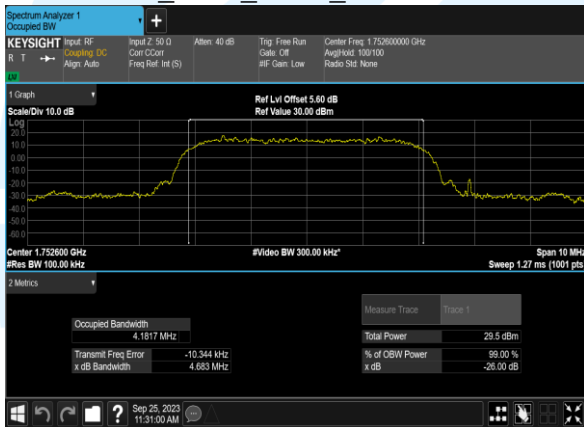 Spectrum Analyzer 1
Occupied BW
KEYSIGHT
R T
Input: RF
Coupling: DC
Align: Auto
Input Z: 50 Ω
Corr CCorr
Freq Ref: Int (S)
Atten: 40 dB
Trig: Free Run
Gate: Off
#IF Gain: Low
Center Freq: 1.752600000 GHz
Avg|Hold: 100/100
Radio Std: None
1 Graph
Scale/Div 10.0 dB
Ref Lvl Offset 5.60 dB
Ref Value 30.00 dBm
Log
20.0
10.0
0.00
-10.0
-20.0
-30.0
-40.0
-50.0
-60.0
Center 1.752600 GHz
#Res BW 100.00 kHz
#Video BW 300.00 kHz*
Span 10 MHz
Sweep 1.27 ms (1001 pts
2 Metrics
Measure Trace
Trace 1
Occupied Bandwidth
4.1817 MHz
Total Power
29.5 dBm
Transmit Freq Error
-10.344 kHz
% of OBW Power
99.00 %
x dB Bandwidth
4.683 MHz
x dB
-26.00 dB
Sep 25, 2023
11:31:00 AM